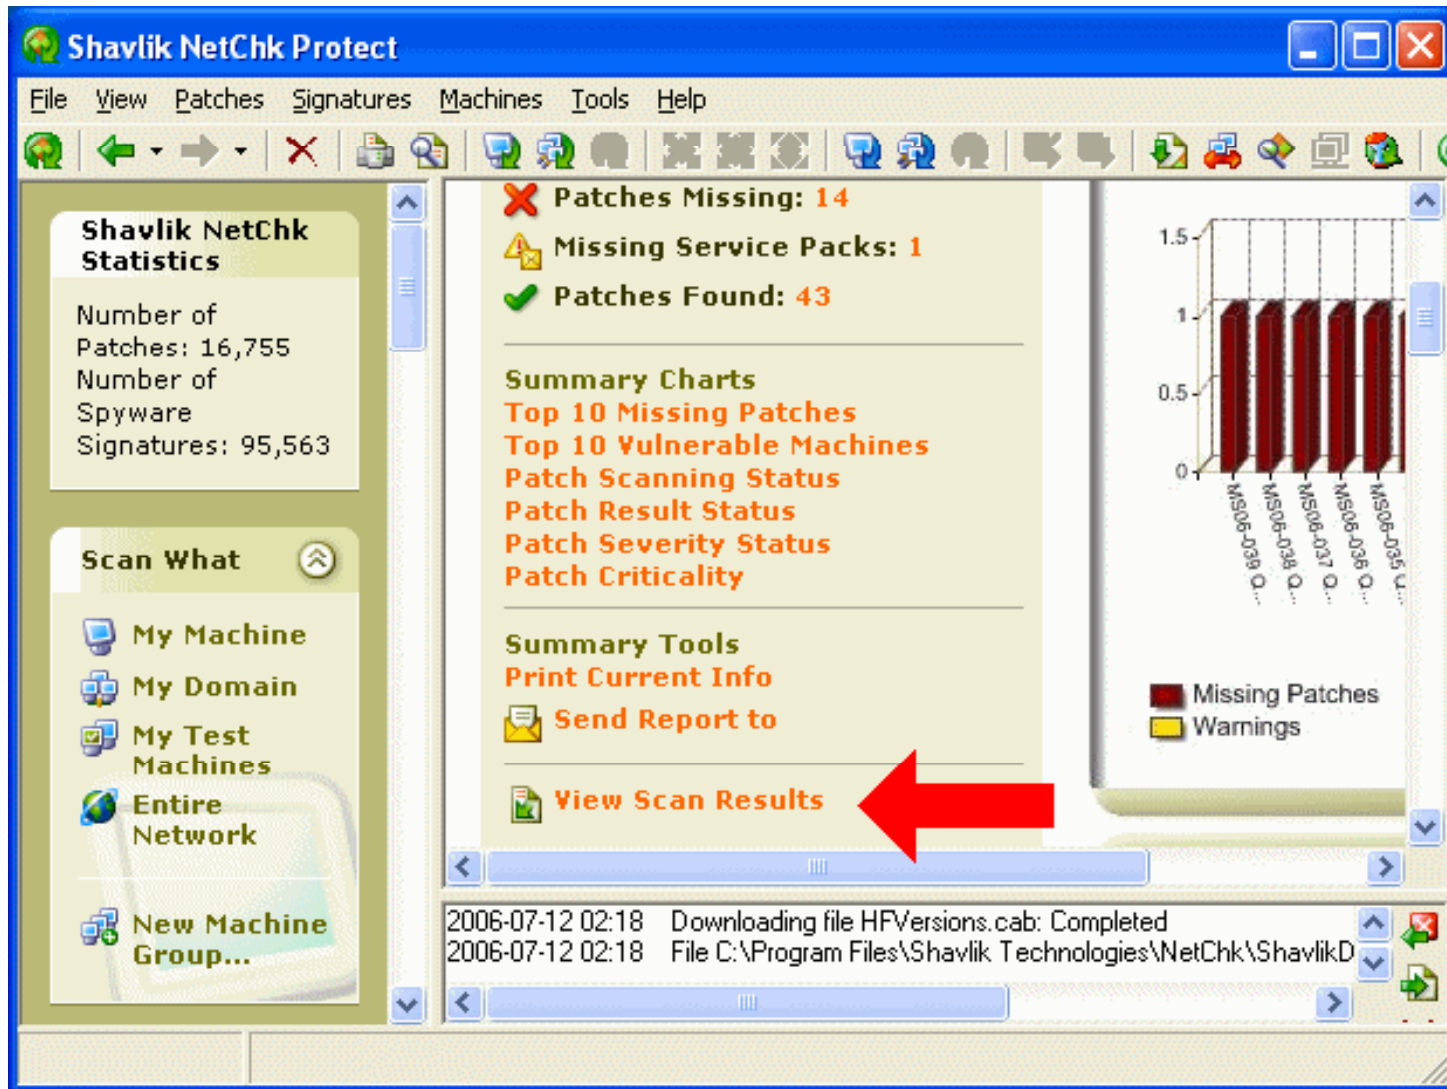 Shavlik NetChk Protect
File View Patches Signatures Machines Tools Help
Shavlik NetChk
Statistics
Number of
Patches: 16,755
Number of
Spyware
Signatures: 95,563
Scan What
My Machine
My Domain
My Test
Machines
Entire
Network
New Machine
Group...
Patches Missing: 14
Missing Service Packs: 1
Patches Found: 43
Summary Charts
Top 10 Missing Patches
Top 10 Vulnerable Machines
Patch Scanning Status
Patch Result Status
Patch Severity Status
Patch Criticality
Summary Tools
Print Current Info
Send Report to
View Scan Results
1.5
1
0.5
0
MS06-039 Q...
MS06-038 Q...
MS06-037 Q...
MS06-036 Q...
MS06-035 Q...
Missing Patches
Warnings
2006-07-12 02:18 Downloading file HFVersions.cab: Completed
2006-07-12 02:18 File C:\Program Files\Shavlik Technologies\NetChk\ShavlikD